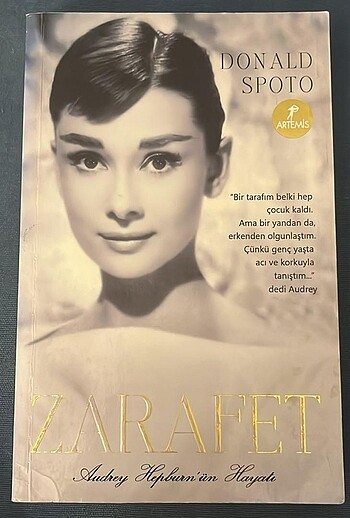 DONALD
SPOTO
ARTEMİS
"Bir tarafım belki hep
çocuk kaldı.
Ama bir yandan da,
erkenden olgunlaştım.
Çünkü genç yaşta
acı ve korkuyla
tanıştım..."
dedi Audrey
ZARAFET
Audrey Hepburn'ün Hayatı